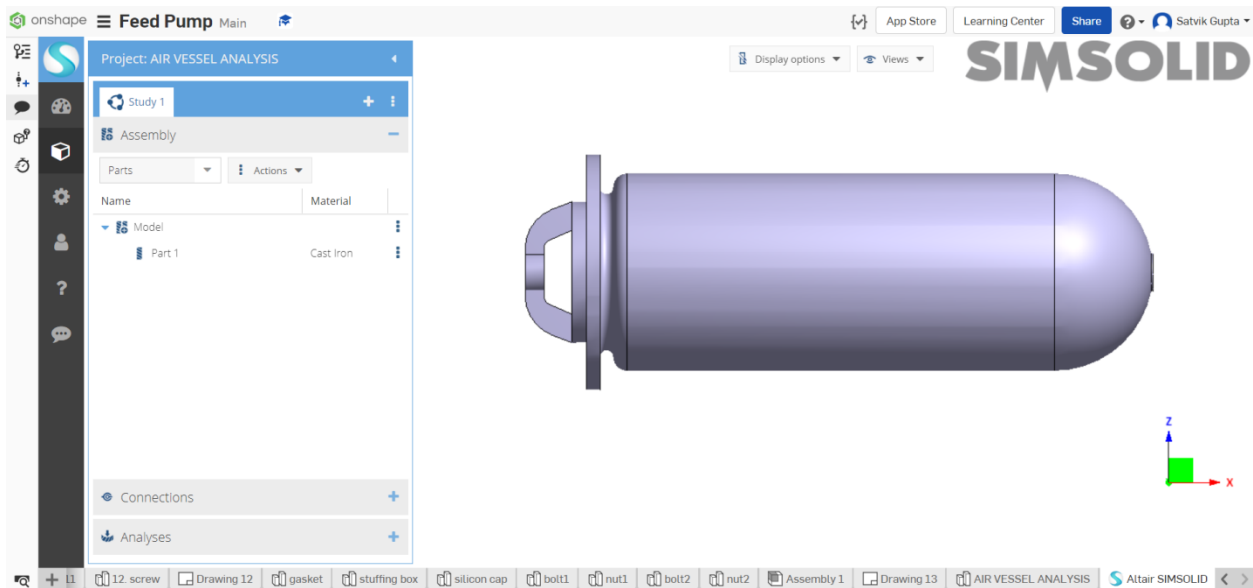 onshape Feed Pump Main App Store Learning Center Share ? Satvik Gupta
Project: AIR VESSEL ANALYSIS
Display options Views SIMSOLID
Study 1
Assembly
Parts Actions
Name Material
Model
Part 1 Cast Iron
?
Z
X
Connections
Analyses
12. screw Drawing 12 gasket stuffing box silicon cap bolt1 nut1 bolt2 nut2 Assembly 1 Drawing 13 AIR VESSEL ANALYSIS Altair SIMSOLID